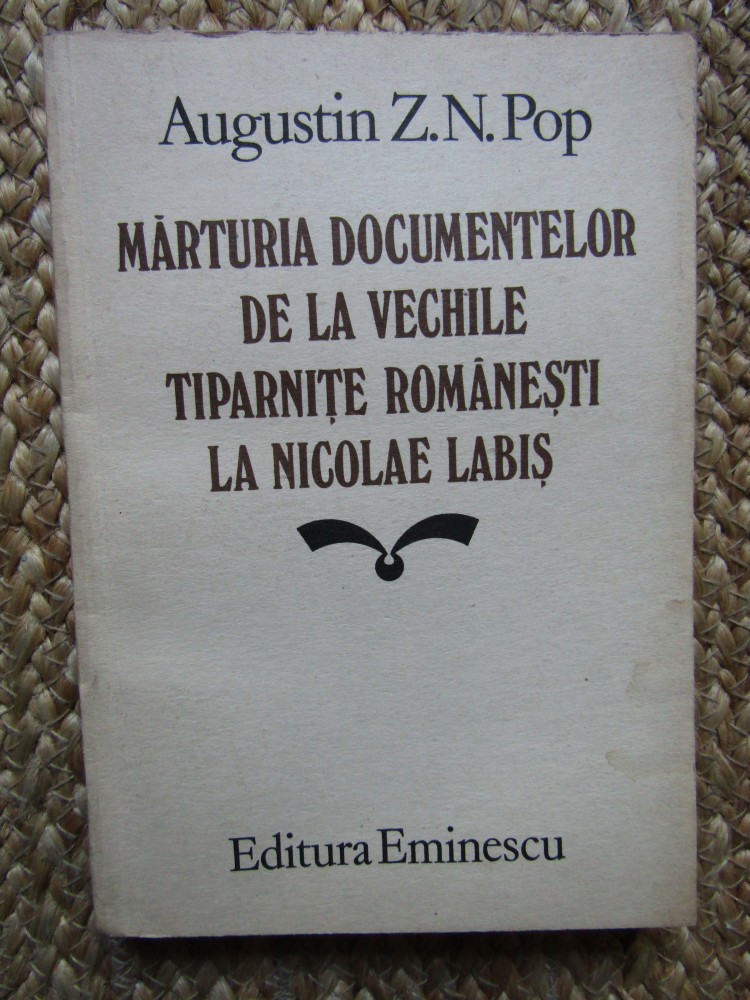 Augustin Z.N. Pop
MĂRTURIA DOCUMENTELOR
DE LA VECHILE
TIPARNIȚE ROMÂNEȘTI
LA NICOLAE LABIȘ
Editura Eminescu